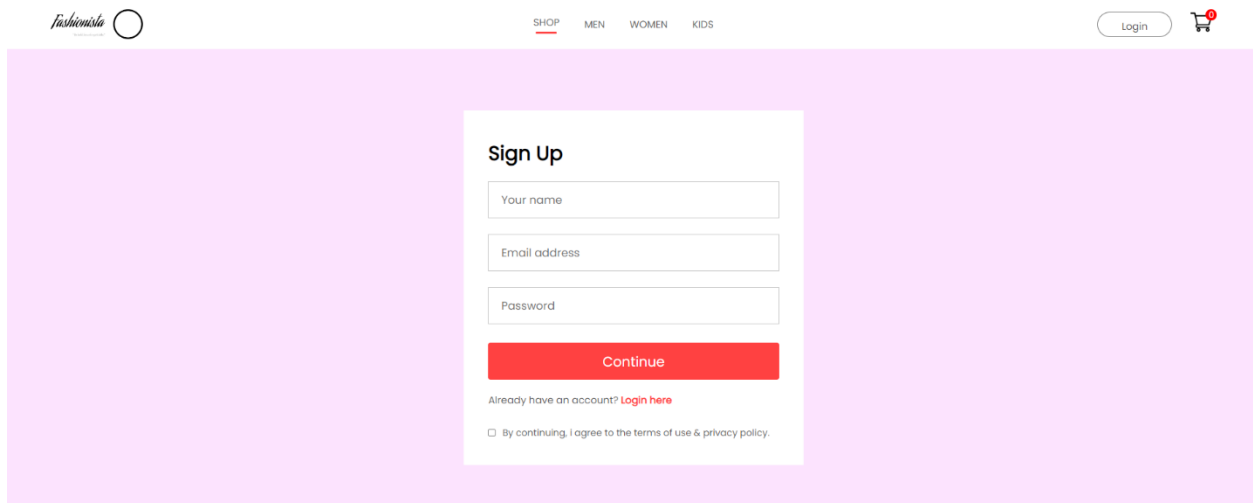 Fashionista
SHOP MEN WOMEN KIDS
Login
0
Sign Up
Your name
Email address
Password
Continue
Already have an account? Login here
By continuing, i agree to the terms of use & privacy policy.